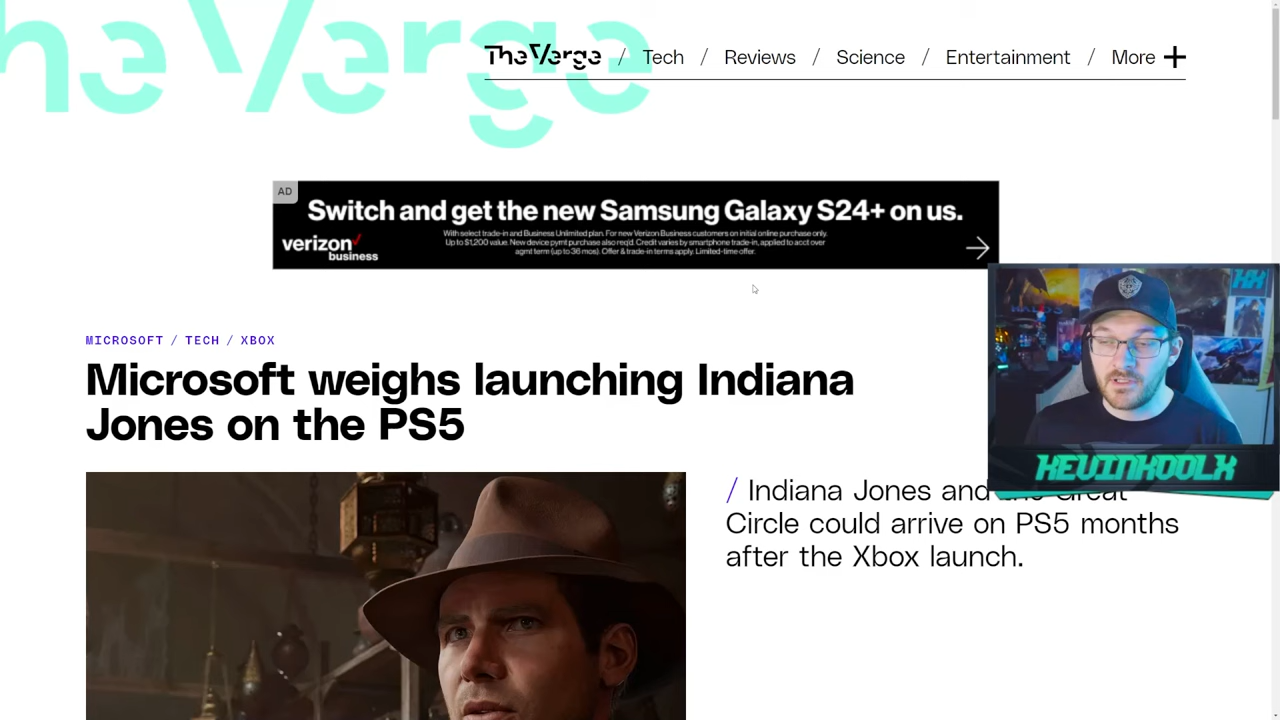 The Verge
The Verge / Tech / Reviews / Science / Entertainment / More +
AD
Switch and get the new Samsung Galaxy S24+ on us.
With select trade-in and Business Unlimited plan. For new Verizon Business customers on initial online purchase only.
Up to $1,200 value. New device pymt purchase also req'd. Credit varies by smartphone trade-in, applied to acct over
agmt term (up to 36 mos). Offer & trade-in terms apply. Limited-time offer.
verizon
business
MICROSOFT / TECH / XBOX
Microsoft weighs launching Indiana
Jones on the PS5
KEVINKOOLX
/ Indiana Jones and the Great
Circle could arrive on PS5 months
after the Xbox launch.